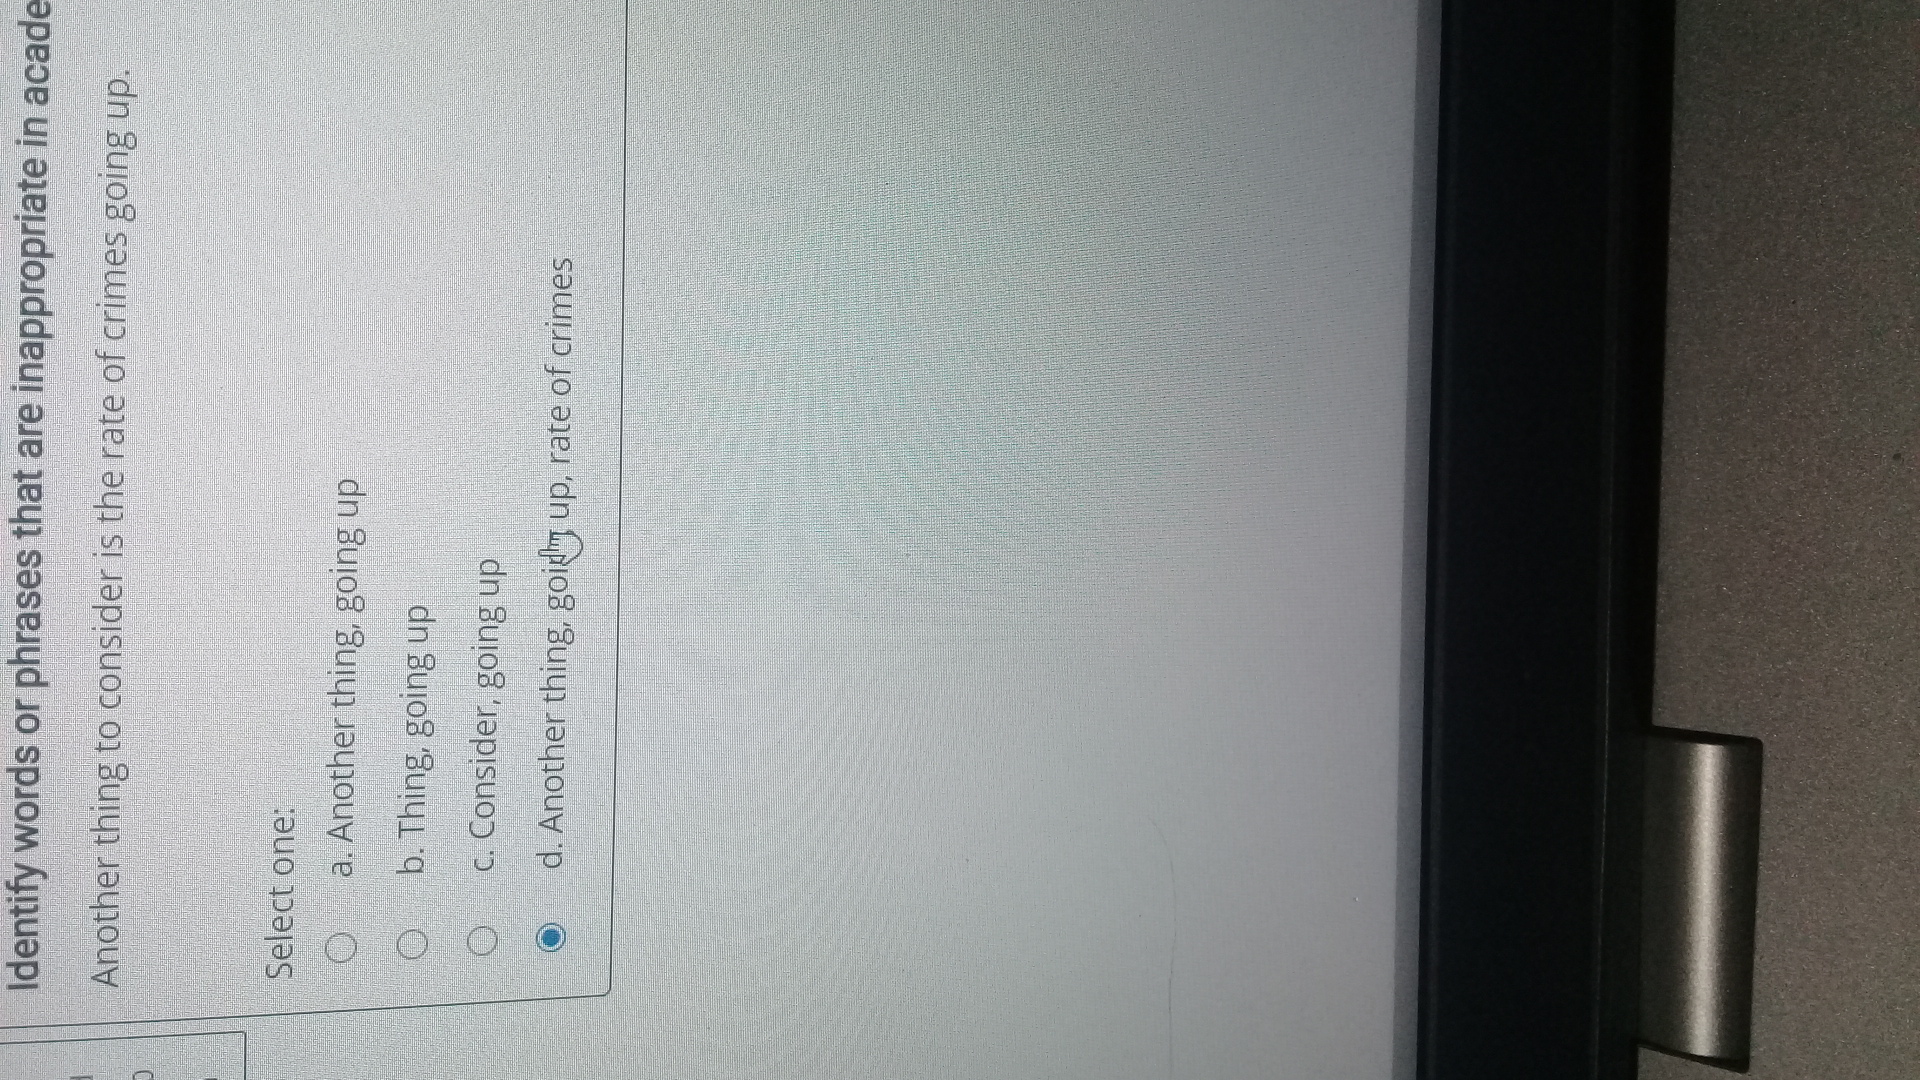 Identify words or phrases that are inappropriate in
Another thing to consider is the rate of crimes going up.
Select one:
a. Another thing, going up
b. Thing, going up
c. Consider, going up
d. Another thing, going up, rate of crimes